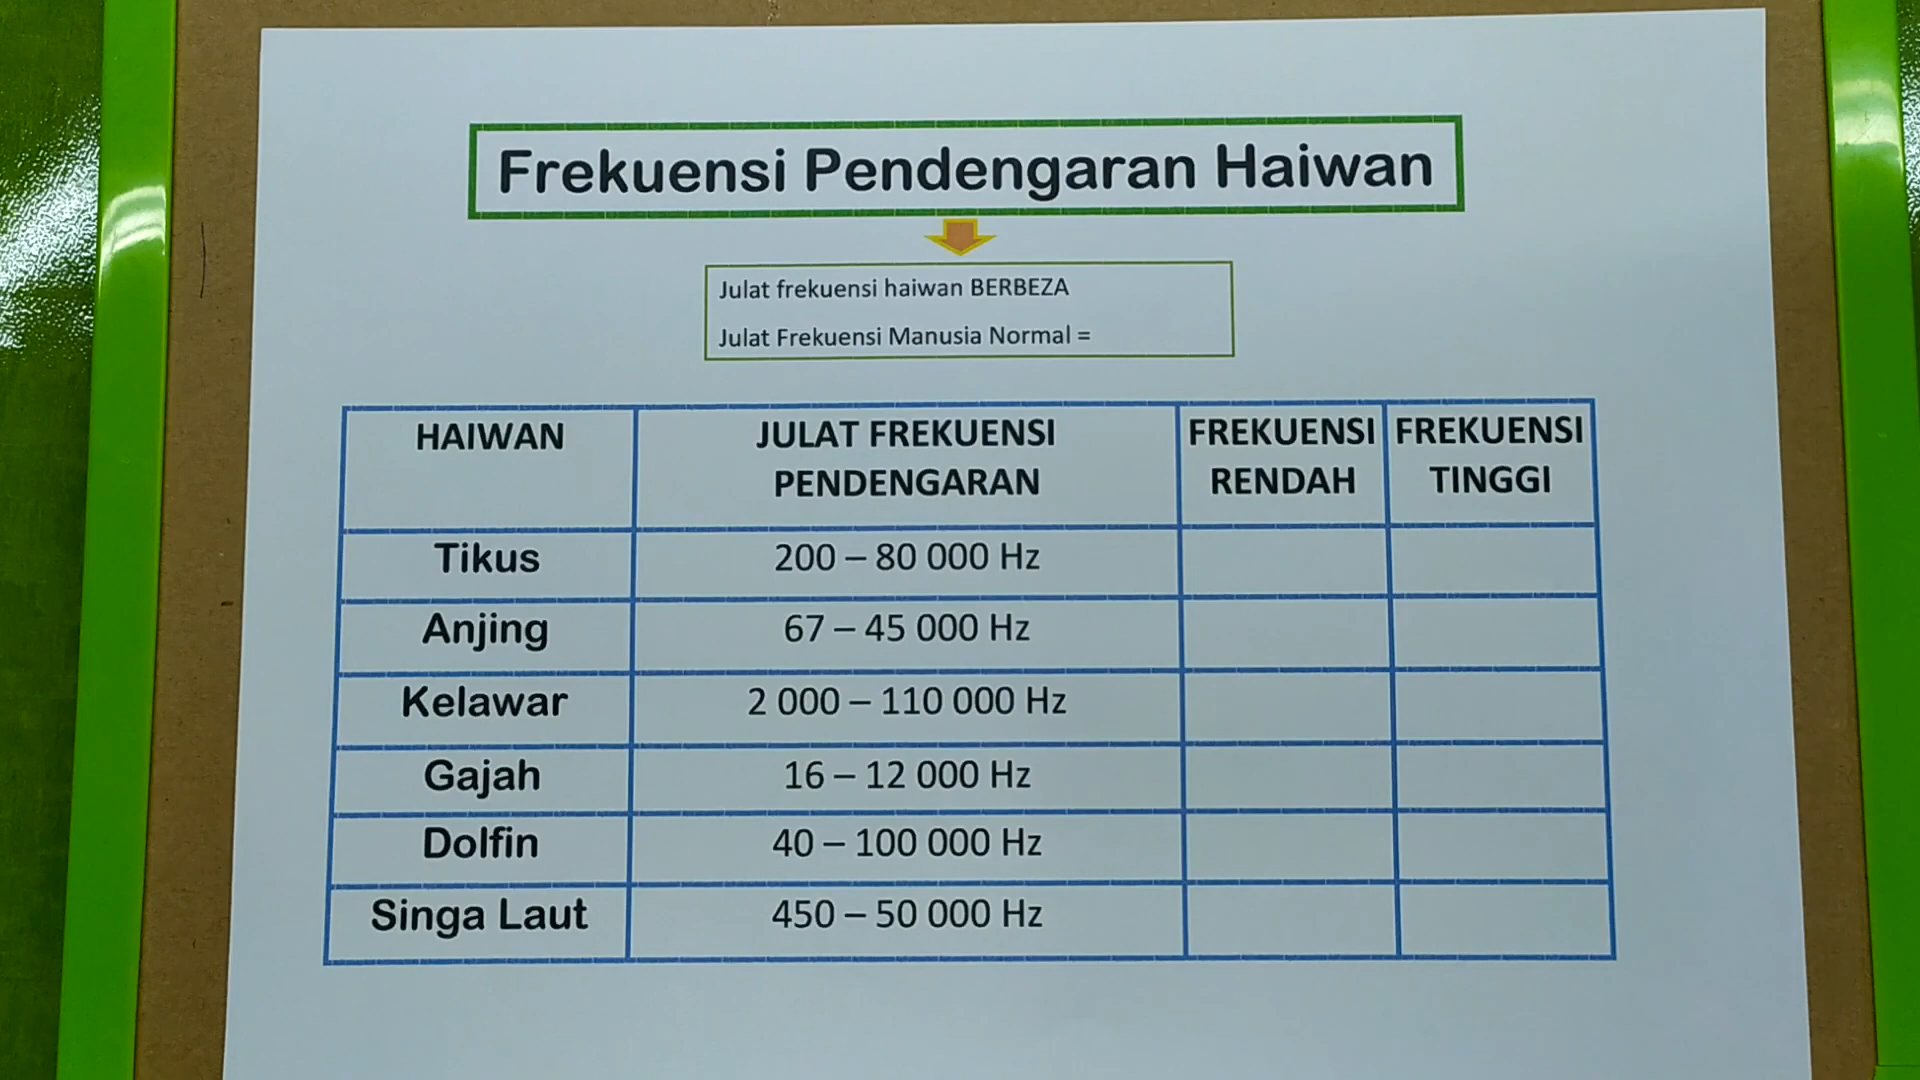 Frekuensi Pendengaran Haiwan
Julat frekuensi haiwan BERBEZA
Julat Frekuensi Manusia Normal =
HAIWAN JULAT FREKUENSI PENDENGARAN FREKUENSI RENDAH FREKUENSI TINGGI
Tikus 200 – 80 000 Hz
Anjing 67 – 45 000 Hz
Kelawar 2 000 – 110 000 Hz
Gajah 16 – 12 000 Hz
Dolfin 40 – 100 000 Hz
Singa Laut 450 – 50 000 Hz